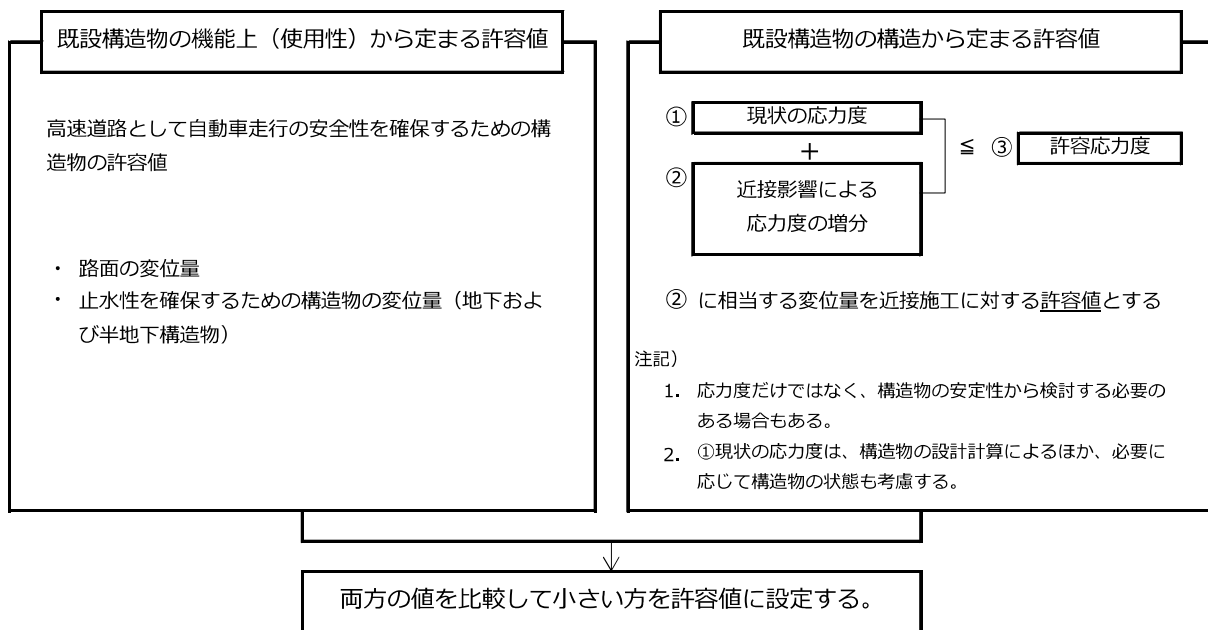 既設構造物の機能上（使用性）から定まる許容値
高速道路として自動車走行の安全性を確保するための構
造物の許容値
・ 路面の変位量
・ 止水性を確保するための構造物の変位量（地下およ
び半地下構造物）
既設構造物の構造から定まる許容値
① 現状の応力度
＋
≦ ③ 許容応力度
② 近接影響による
応力度の増分
② に相当する変位量を近接施工に対する許容値とする
注記）
1. 応力度だけではなく、構造物の安定性から検討する必要の
ある場合もある。
2. ①現状の応力度は、構造物の設計計算によるほか、必要に
応じて構造物の状態も考慮する。
両方の値を比較して小さい方を許容値に設定する。